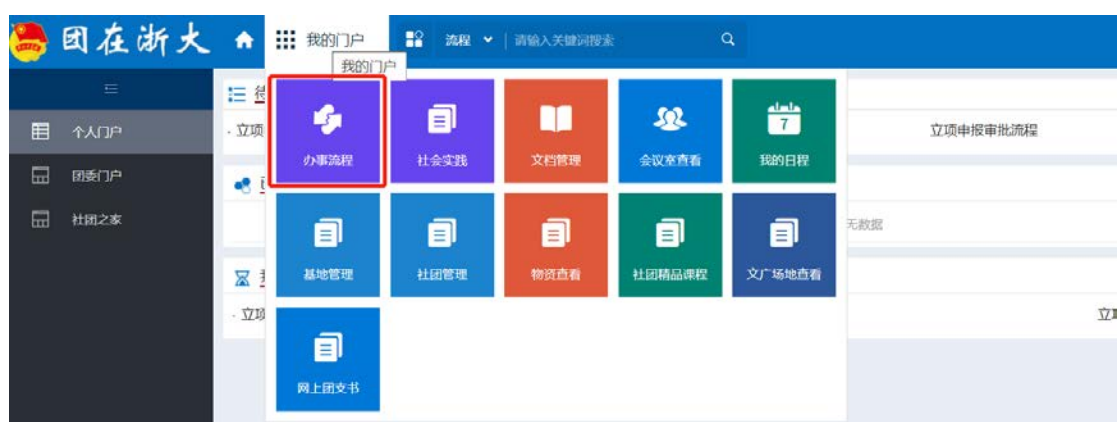 团在浙大
我的门户
流程
请输入关键词搜索
我的门户
个人门户
团委门户
社团之家
· 立项
办事流程
社会实践
文档管理
会议室查看
7
我的日程
立项申报审批流程
基地管理
社团管理
物资查看
社团精品课程
文广场地查看
无数据
· 立项
网上团支书